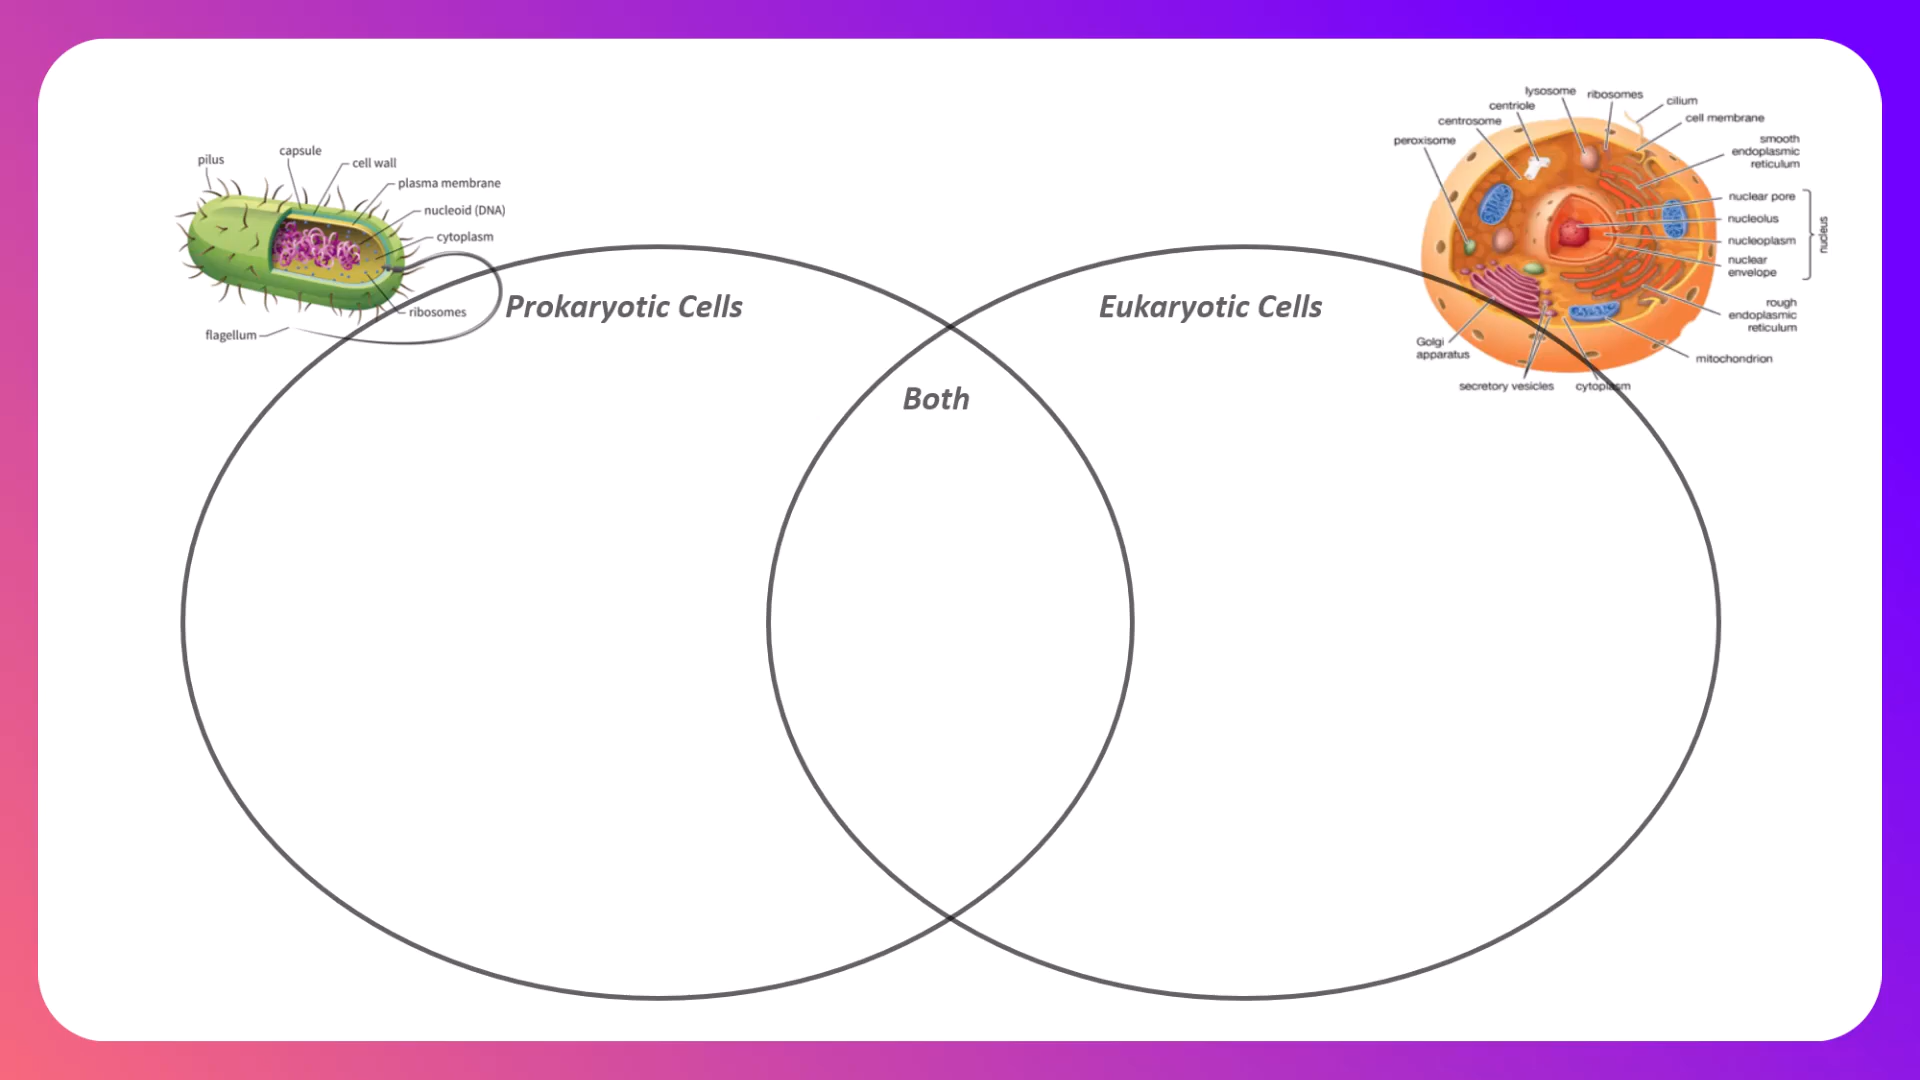 pilus
capsule
cell wall
plasma membrane
nucleoid (DNA)
cytoplasm
ribosomes
flagellum
Prokaryotic Cells
Both
Eukaryotic Cells
lysosome
ribosomes
centriole
cilium
centrosome
cell membrane
peroxisome
smooth
endoplasmic
reticulum
nuclear pore
nucleolus
nucleoplasm
nuclear
envelope
nucleus
rough
endoplasmic
reticulum
Golgi
apparatus
mitochondrion
secretory vesicles
cytoplasm